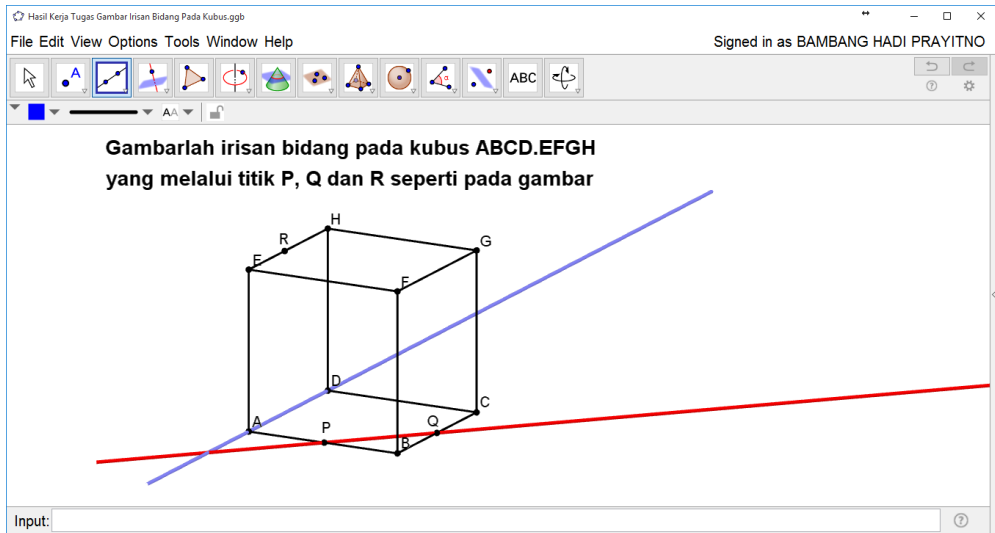 Hasil Kerja Tugas Gambar Irisan Bidang Pada Kubus.ggb
File Edit View Options Tools Window Help
Signed in as BAMBANG HADI PRAYITNO
A
α
ABC
AA
Gambarlah irisan bidang pada kubus ABCD.EFGH
yang melalui titik P, Q dan R seperti pada gambar
H
R
G
E
F
D
C
A
P
Q
B
Input: